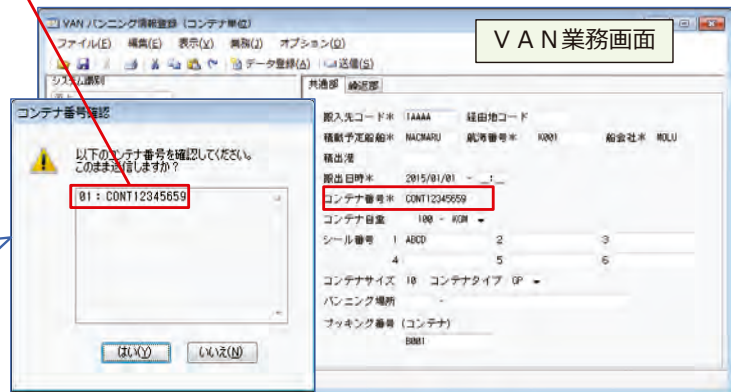 VAN バンニング情報登録 (コンテナ単位)
ファイル(F) 編集(E) 表示(V) 業務(J) オプション(O)
データ登録(A) 送信(S)
ＶＡＮ業務画面
システム識別
共通部 繰返部
搬入先コード* 1AAAA 経由地コード
積載予定船舶* NACMARU 航海番号* K001 船会社* MOLU
積出港
搬出日時* 2015/01/01 - __:__
コンテナ番号* CONT12345659
コンテナ自重 100 - KGM
シール番号 1 ABCD 2 3
4 5 6
コンテナサイズ 10 コンテナタイプ GP
バンニング場所 -
ブッキング番号 (コンテナ)
B001
コンテナ番号確認
以下のコンテナ番号を確認してください。
このまま送信しますか？
01 : CONT12345659
はい(Y) いいえ(N)